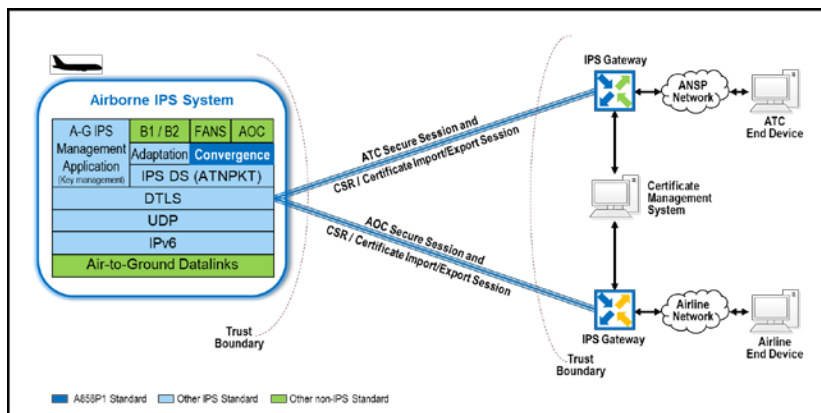 Airborne IPS System
A-G IPS
Management
Application
(Key management)
B1 / B2
FANS
AOC
Adaptation
Convergence
IPS DS (ATNPKT)
DTLS
UDP
IPv6
Air-to-Ground Datalinks
Trust
Boundary
ATC Secure Session and
CSR / Certificate Import/Export Session
AOC Secure Session and
CSR / Certificate Import/Export Session
IPS Gateway
ANSP
Network
ATC
End Device
Certificate
Management
System
Airline
Network
IPS Gateway
Airline
End Device
Trust
Boundary
A858P1 Standard
Other IPS Standard
Other non-IPS Standard